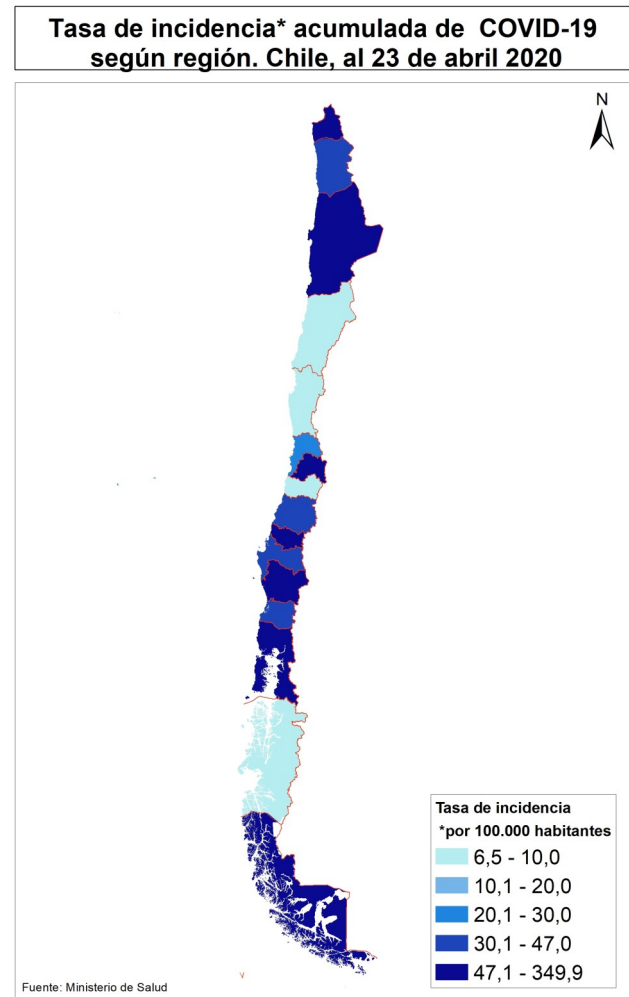 Tasa de incidencia* acumulada de COVID-19
según región. Chile, al 23 de abril 2020
N
Tasa de incidencia
*por 100.000 habitantes
6,5 - 10,0
10,1 - 20,0
20,1 - 30,0
30,1 - 47,0
47,1 - 349,9
Fuente: Ministerio de Salud